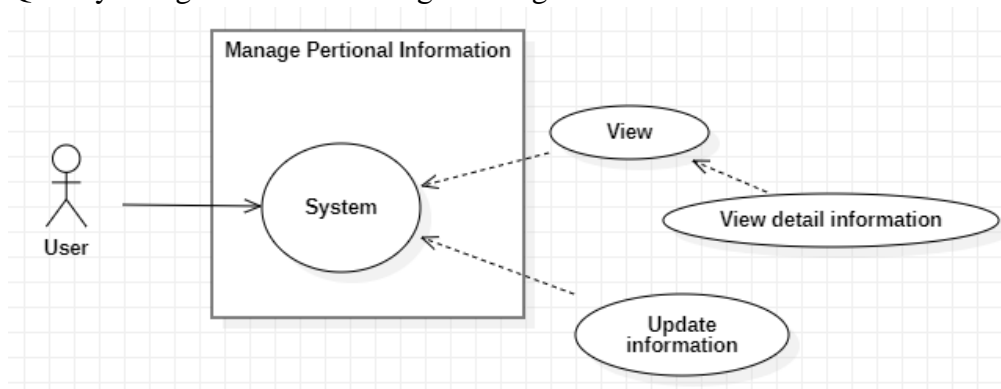 Manage Pertional Information
View
System
View detail information
User
Update
information